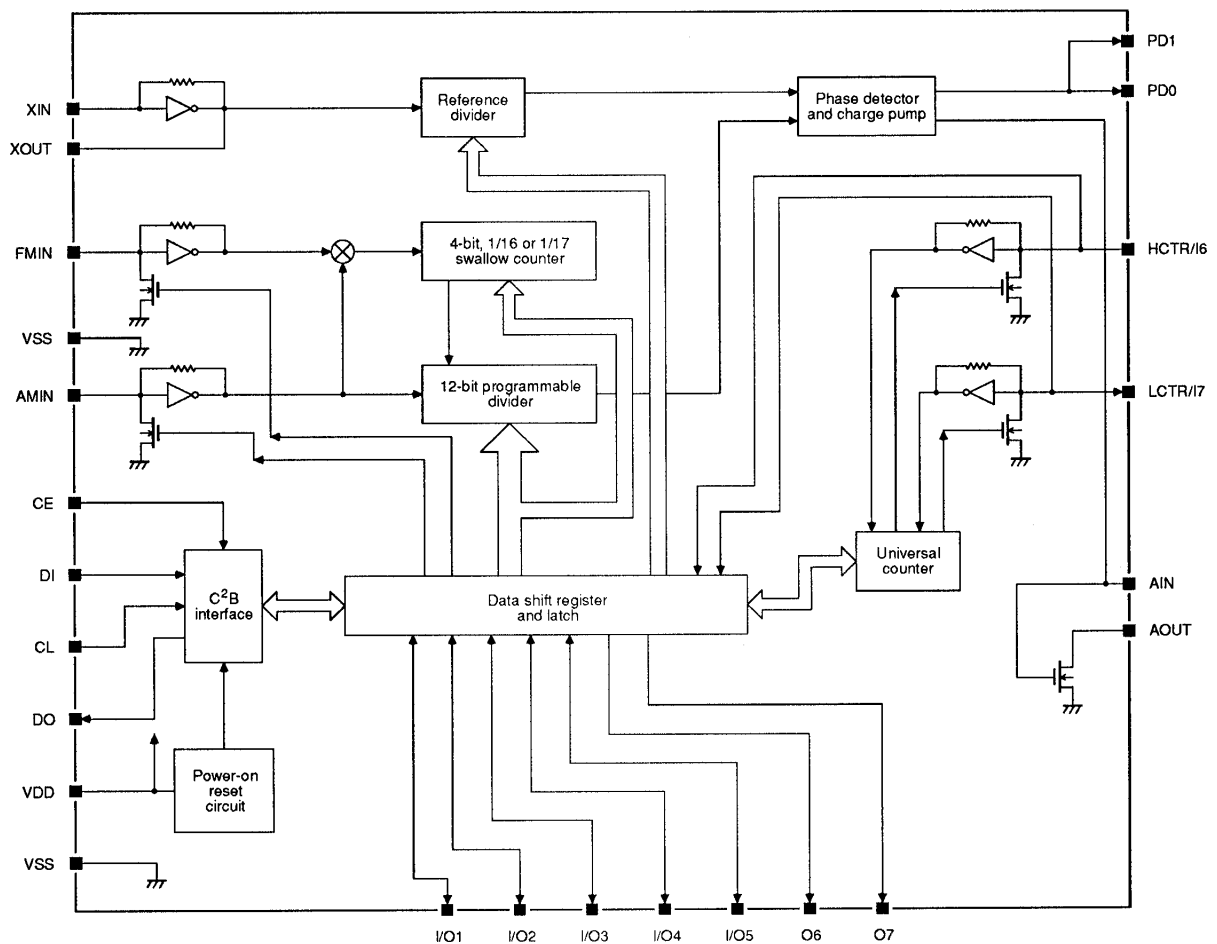 PD1
PD0
XIN
XOUT
Reference
divider
Phase detector
and charge pump
FMIN
4-bit, 1/16 or 1/17
swallow counter
HCTR/I6
VSS
AMIN
12-bit programmable
divider
LCTR/I7
CE
DI
CL
DO
VDD
VSS
C²B
interface
Power-on
reset
circuit
Data shift register
and latch
Universal
counter
AIN
AOUT
I/O1
I/O2
I/O3
I/O4
I/O5
O6
O7